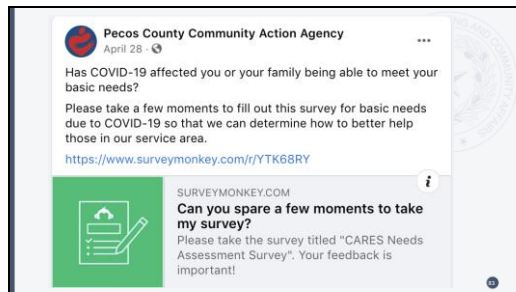 Pecos County Community Action Agency
April 28 ·
Has COVID-19 affected you or your family being able to meet your
basic needs?
Please take a few moments to fill out this survey for basic needs
due to COVID-19 so that we can determine how to better help
those in our service area.
https://www.surveymonkey.com/r/YTK68RY
i
SURVEYMONKEY.COM
Can you spare a few moments to take
my survey?
Please take the survey titled "CARES Needs
Assessment Survey". Your feedback is
important!